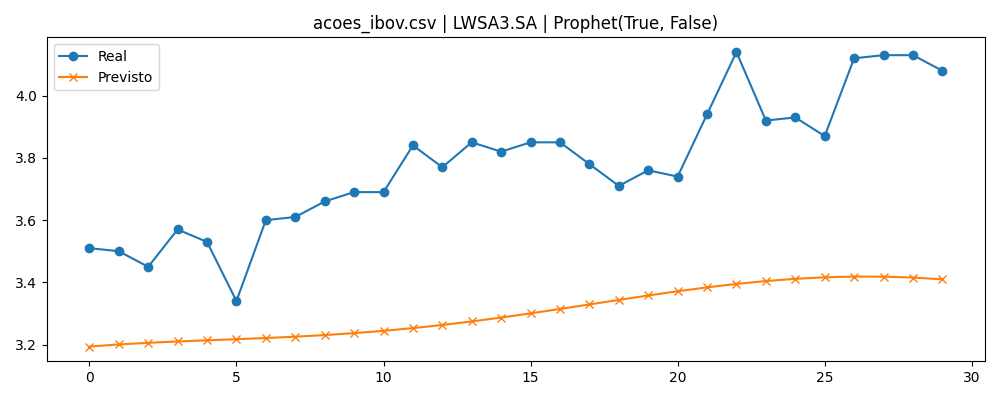 acoes_ibov.csv | LWSA3.SA | Prophet(True, False)
Real
Previsto
4.0
3.8
3.6
3.4
3.2
0 5 10 15 20 25 30